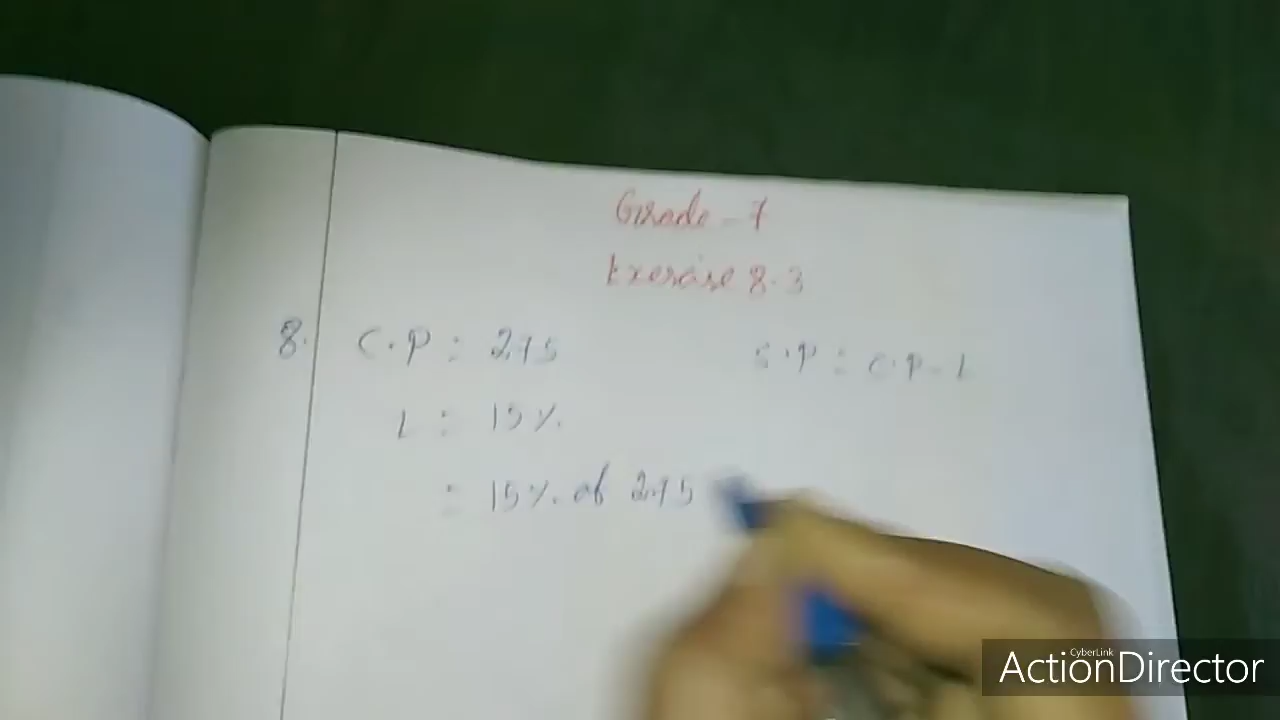 Grade - 7
Exercise 8.3
8. C.P = 275 S.P = C.P - L
L = 15%
= 15% of 275
CyberLink
ActionDirector